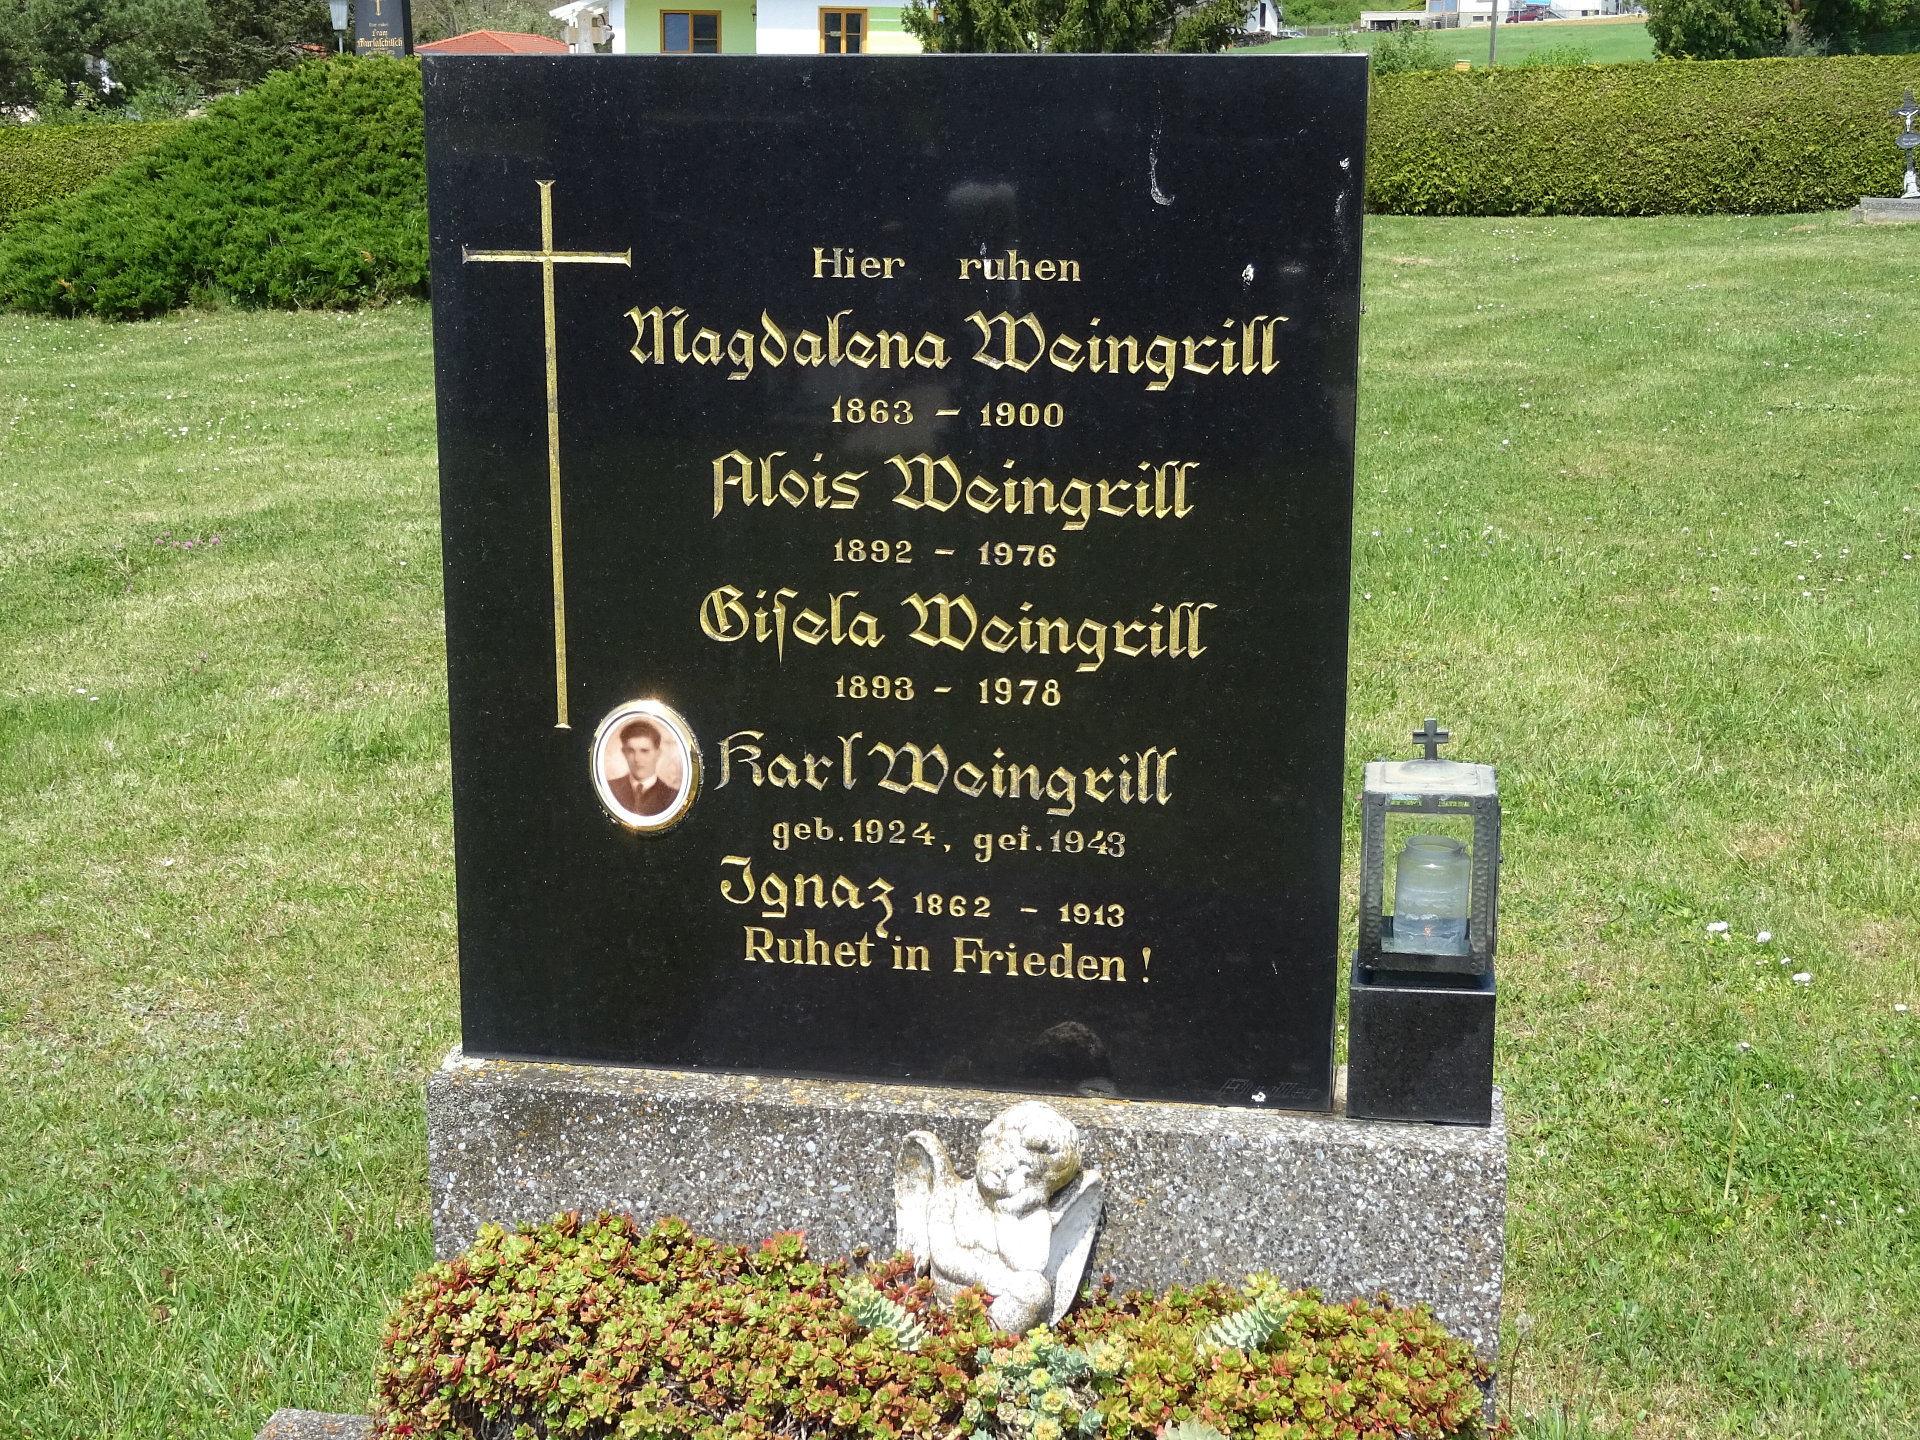 Hier ruhen
Magdalena Weingrill
1863 – 1900
Alois Weingrill
1892 – 1976
Giſela Weingrill
1893 – 1978
Karl Weingrill
geb. 1924, gef. 1943
Ignaz 1862 – 1913
Ruhet in Frieden!